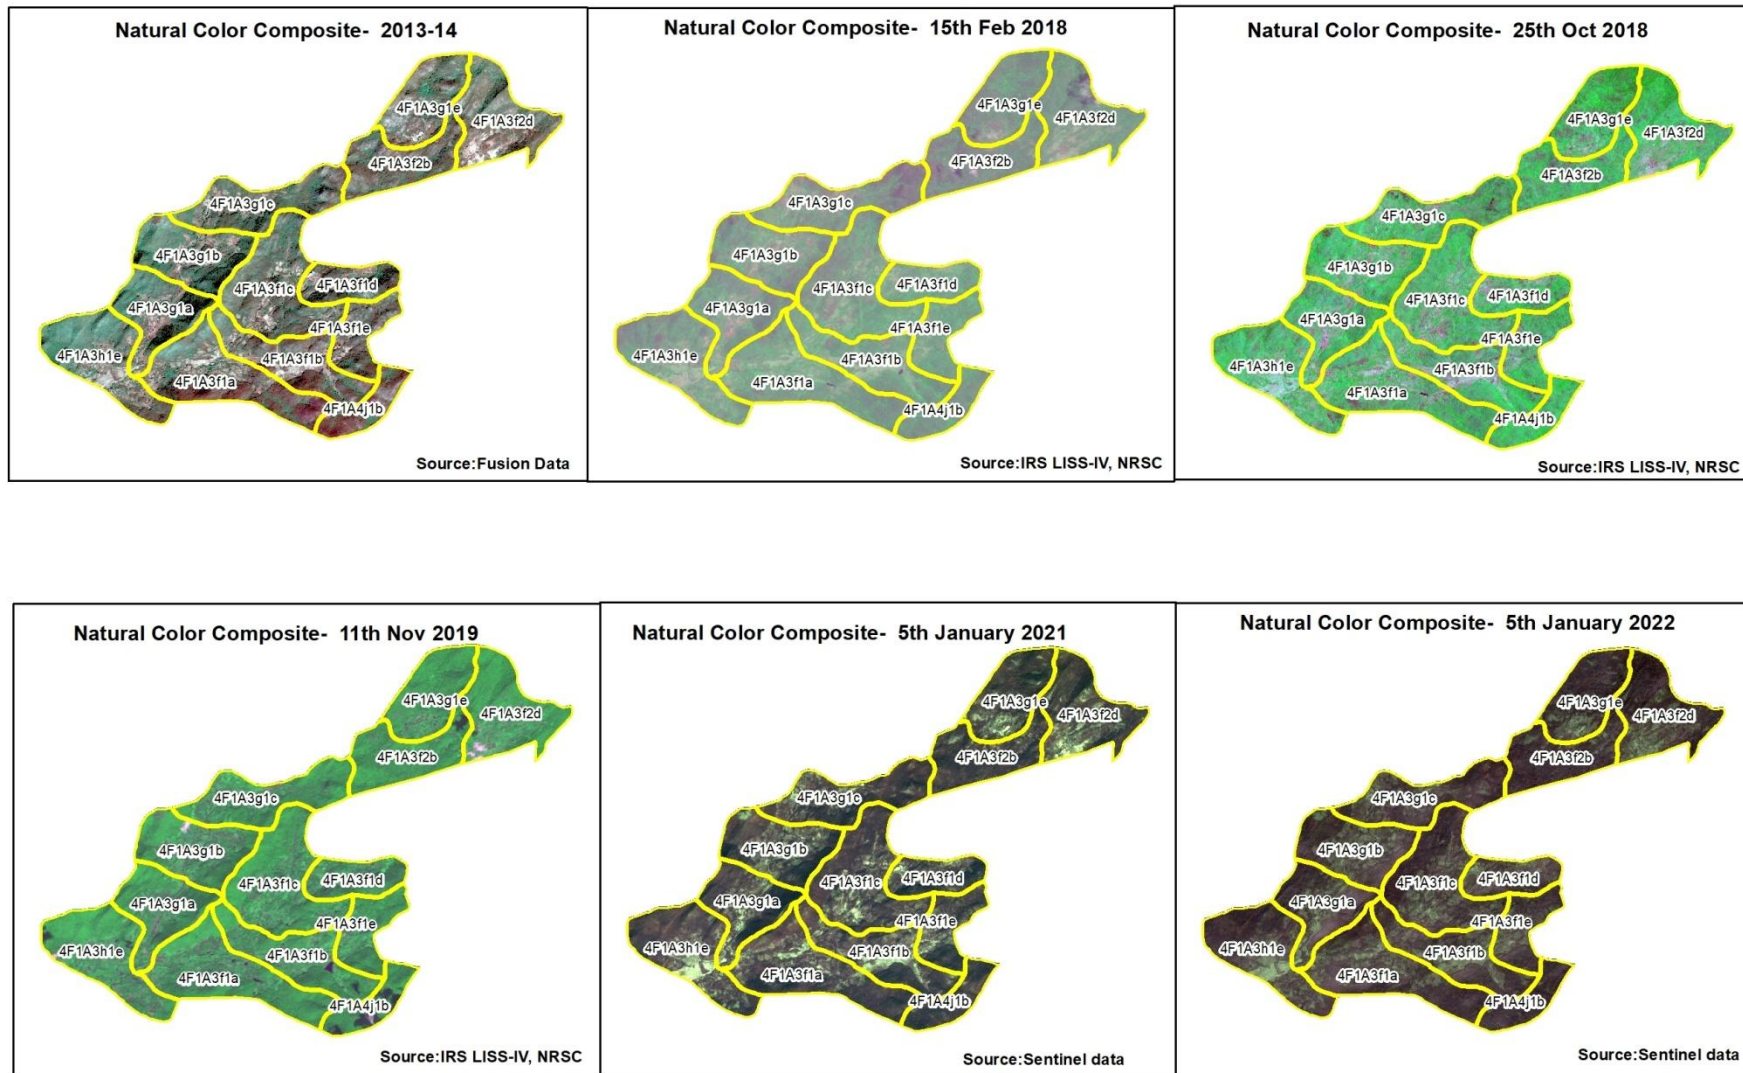 Natural Color Composite-  2013-14
4F1A3g1e
4F1A3f2d
4F1A3f2b
4F1A3g1c
4F1A3g1b
4F1A3f1c
4F1A3f1d
4F1A3g1a
4F1A3f1e
4F1A3h1e
4F1A3f1b
4F1A3f1a
4F1A4j1b
Source:Fusion Data
Natural Color Composite-  15th Feb 2018
4F1A3g1e
4F1A3f2d
4F1A3f2b
4F1A3g1c
4F1A3g1b
4F1A3f1c
4F1A3f1d
4F1A3g1a
4F1A3f1e
4F1A3h1e
4F1A3f1b
4F1A3f1a
4F1A4j1b
Source:IRS LISS-IV, NRSC
Natural Color Composite-  25th Oct 2018
4F1A3g1e
4F1A3f2d
4F1A3f2b
4F1A3g1c
4F1A3g1b
4F1A3f1c
4F1A3f1d
4F1A3g1a
4F1A3f1e
4F1A3h1e
4F1A3f1b
4F1A3f1a
4F1A4j1b
Source:IRS LISS-IV, NRSC
Natural Color Composite-  11th Nov 2019
4F1A3g1e
4F1A3f2d
4F1A3f2b
4F1A3g1c
4F1A3g1b
4F1A3f1c
4F1A3f1d
4F1A3g1a
4F1A3f1e
4F1A3h1e
4F1A3f1b
4F1A3f1a
4F1A4j1b
Source:IRS LISS-IV, NRSC
Natural Color Composite-  5th January 2021
4F1A3g1e
4F1A3f2d
4F1A3f2b
4F1A3g1c
4F1A3g1b
4F1A3f1c
4F1A3f1d
4F1A3g1a
4F1A3f1e
4F1A3h1e
4F1A3f1b
4F1A3f1a
4F1A4j1b
Source:Sentinel data
Natural Color Composite-  5th January 2022
4F1A3g1e
4F1A3f2d
4F1A3f2b
4F1A3g1c
4F1A3g1b
4F1A3f1c
4F1A3f1d
4F1A3g1a
4F1A3f1e
4F1A3h1e
4F1A3f1b
4F1A3f1a
4F1A4j1b
Source:Sentinel data